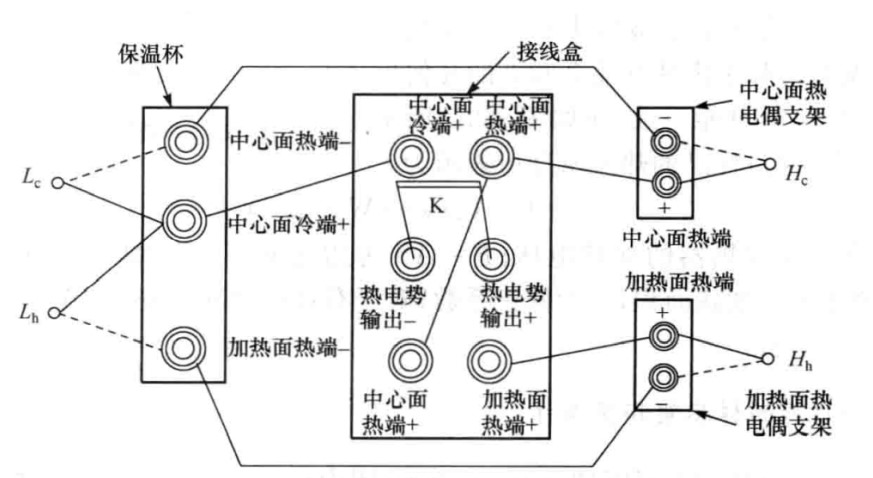 保温杯
接线盒
中心面热
电偶支架
中心面
冷端+
中心面
热端+
中心面热端−
中心面冷端+
加热面热端−
Lc
Lh
K
热电势
输出−
热电势
输出+
中心面
热端+
加热面
热端+
−
+
Hc
中心面热端
加热面热端
+
−
Hh
加热面热
电偶支架